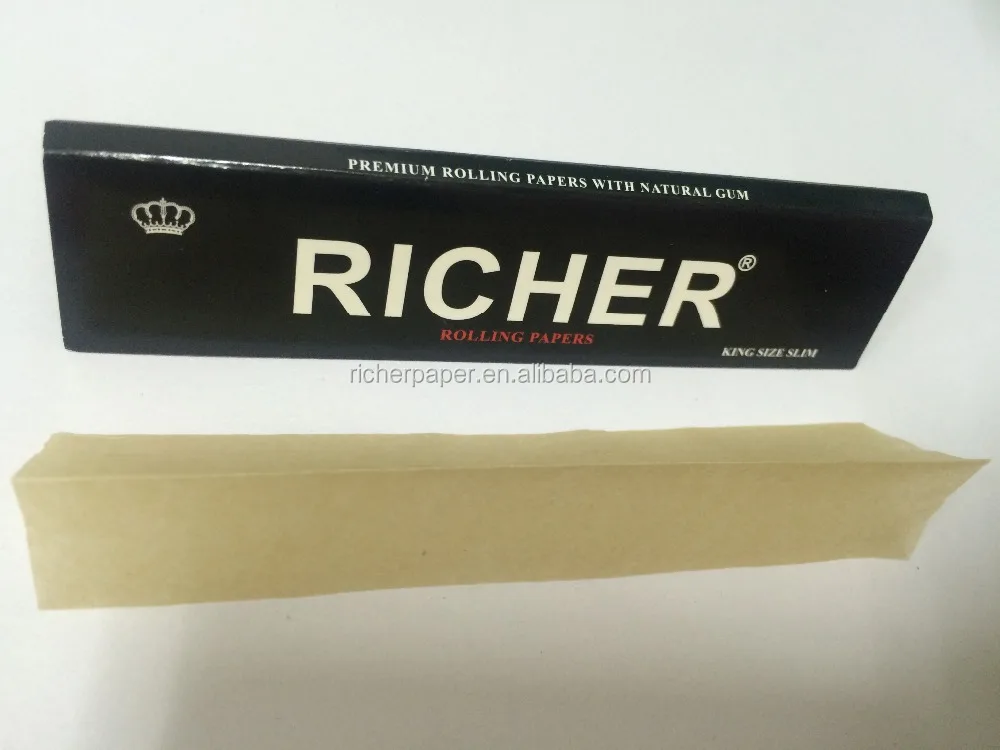 PREMIUM ROLLING PAPERS WITH NATURAL GUM
RICHER®
ROLLING PAPERS
KING SIZE SLIM
richerpaper.en.alibaba.com